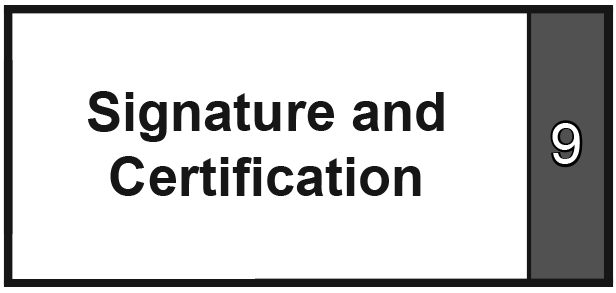 Signature and
Certification
9